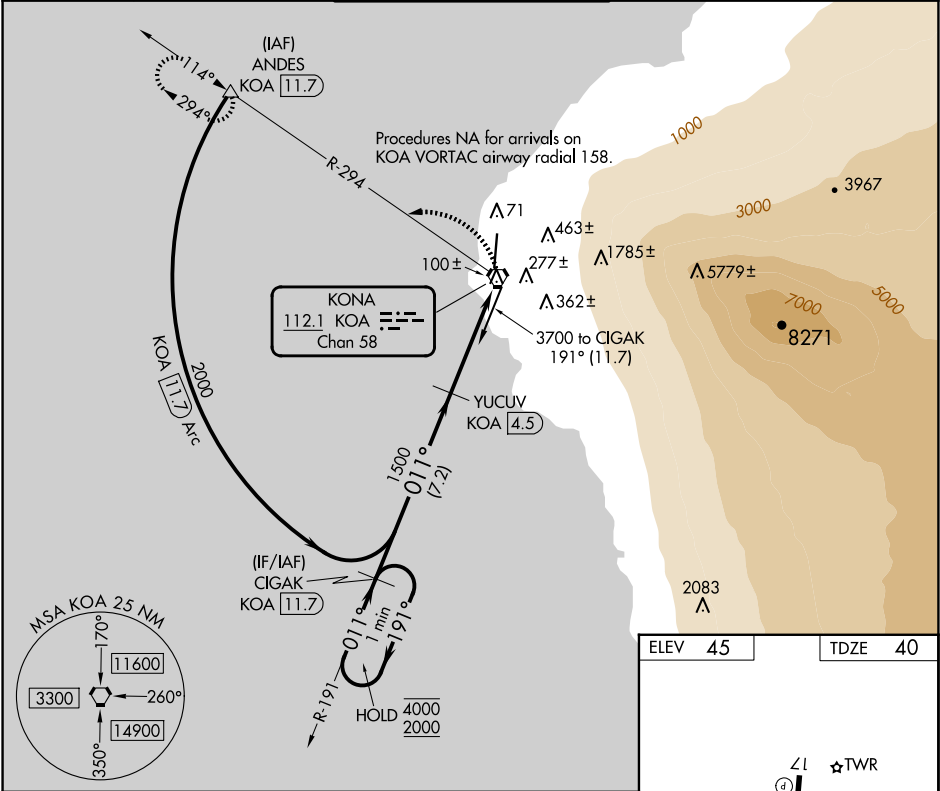 (IAF)
ANDES
KOA 11.7
114°
294°
R-294
Procedures NA for arrivals on
KOA VORTAC airway radial 158.
1000
3967
3000
71
463±
1785±
100±
277±
5779±
5000
7000
8271
362±
KONA
112.1 KOA
Chan 58
3700 to CIGAK
191° (11.7)
2000
KOA 11.7 Arc
YUCUV
KOA 4.5
1500
011°
(7.2)
(IF/IAF)
CIGAK
KOA 11.7
011°
1 min
191°
R-191
HOLD 4000
2000
2083
MSA KOA 25 NM
170°
11600
3300
260°
14900
350°
ELEV 45
TDZE 40
17
TWR
P